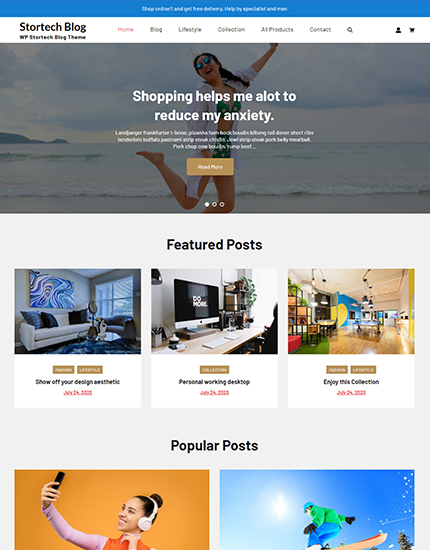 Shop online!! and get free delivery. Help by specialist and man
Stortech Blog
WP Stortech Blog Theme
Home Blog Lifestyle Collection All Products Contact
Shopping helps me alot to
reduce my anxiety.
Landjaeger frankfurter t-bone, picanha ham hock boudin biltong tail doner short ribs
tenderloin buffalo pastrami strip steak chislic. Jowl strip steak pork belly meatball.
Pork chop cow boudin, rump beef...
Read More
Featured Posts
DO
MORE.
FASHION LIFESTYLE
Show off your design aesthetic
July 24, 2020
COLLECTION
Personal working desktop
July 24, 2020
FASHION LIFESTYLE
Enjoy this Collection
July 24, 2020
Popular Posts